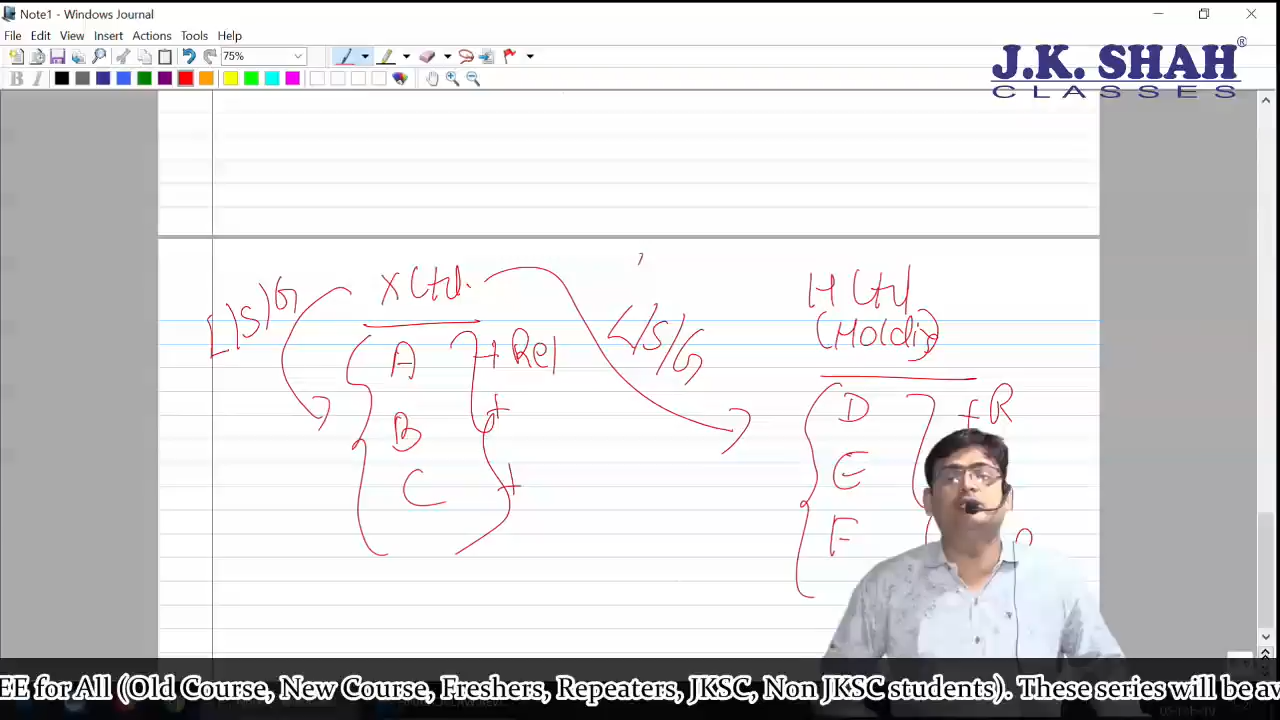 Note1 - Windows Journal
File Edit View Insert Actions Tools Help
75%
J.K. SHAH®
CLASSES
X Ltd.
L/S/G
A + Rel
B +
C +
L/S/G
H Ltd
D + R
E
F
EE for All (Old Course, New Course, Freshers, Repeaters, JKSC, Non JKSC students). These series will be av